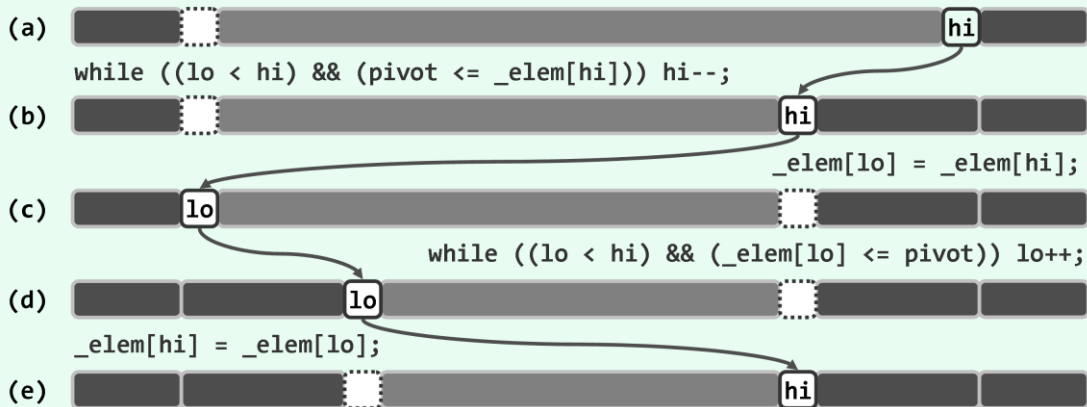 (a) hi
while ((lo < hi) && (pivot <= _elem[hi])) hi--;
(b) hi
_elem[lo] = _elem[hi];
(c) lo
while ((lo < hi) && (_elem[lo] <= pivot)) lo++;
(d) lo
_elem[hi] = _elem[lo];
(e) hi